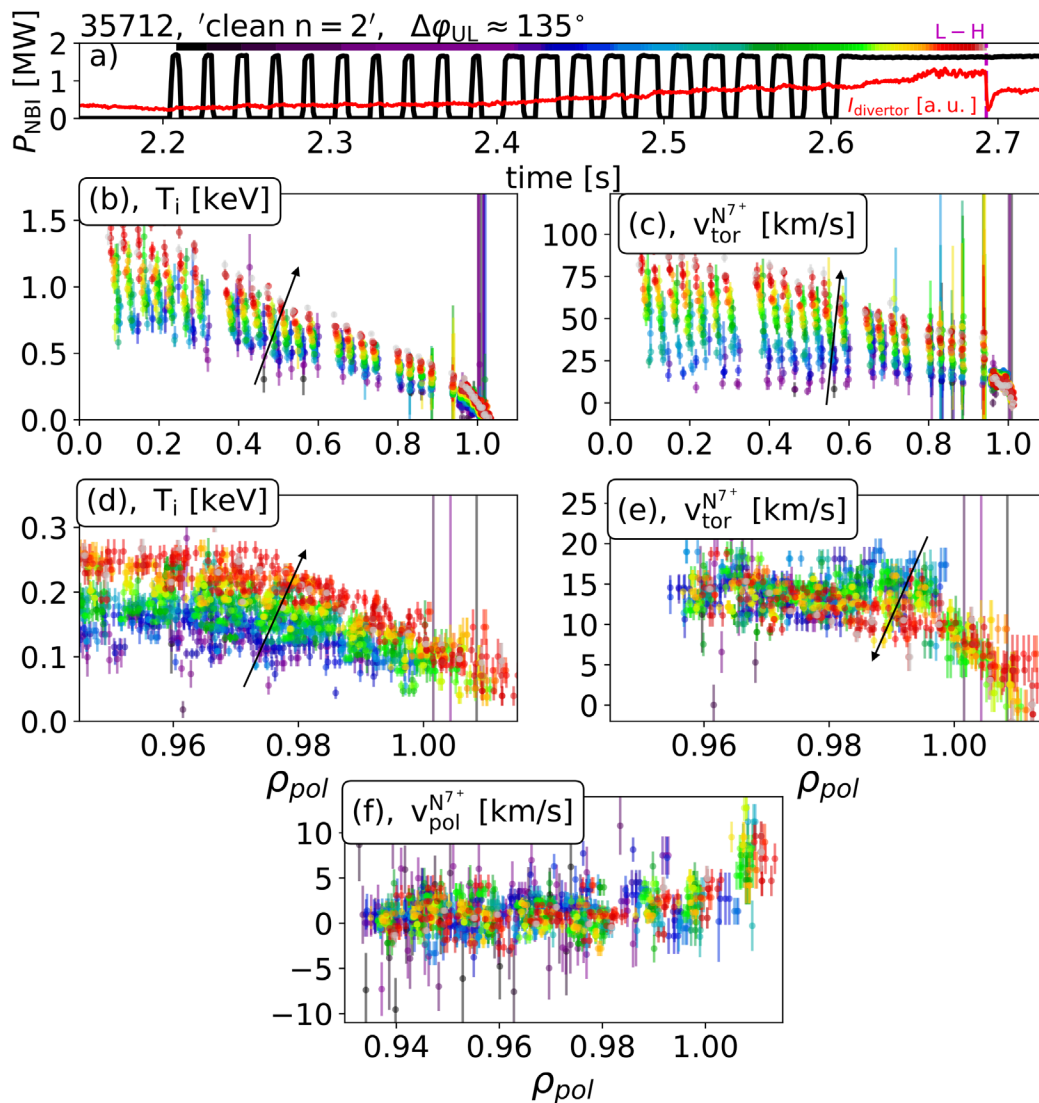 35712, 'clean n = 2', Δφ_UL ≈ 135°
L − H
a)
P_NBI [MW]
2
1
0
I_divertor [a. u.]
2.2 2.3 2.4 2.5 2.6 2.7
time [s]
(b), T_i [keV]
1.5
1.0
0.5
0.0
0.0 0.2 0.4 0.6 0.8 1.0
(c), v_tor^N7+ [km/s]
100
75
50
25
0
0.0 0.2 0.4 0.6 0.8 1.0
(d), T_i [keV]
0.3
0.2
0.1
0.0
0.96 0.98 1.00
ρ_pol
(e), v_tor^N7+ [km/s]
25
20
15
10
5
0
0.96 0.98 1.00
ρ_pol
(f), v_pol^N7+ [km/s]
10
5
0
−5
−10
0.94 0.96 0.98 1.00
ρ_pol